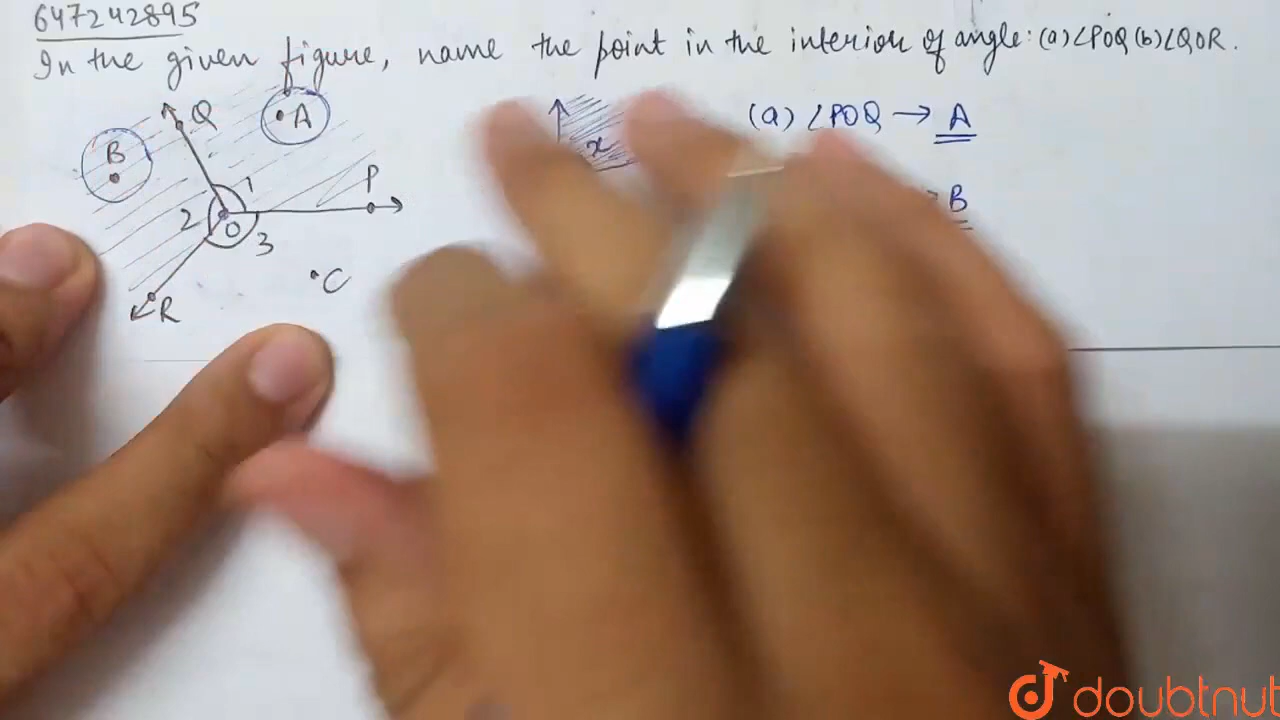 647242895
In the given figure, name the point in the interior of angle: (a) ∠POQ (b) ∠QOR.
Q
A
(a) ∠POQ → A
B
x
1
P
2
O
3
B
C
R
doubtnut